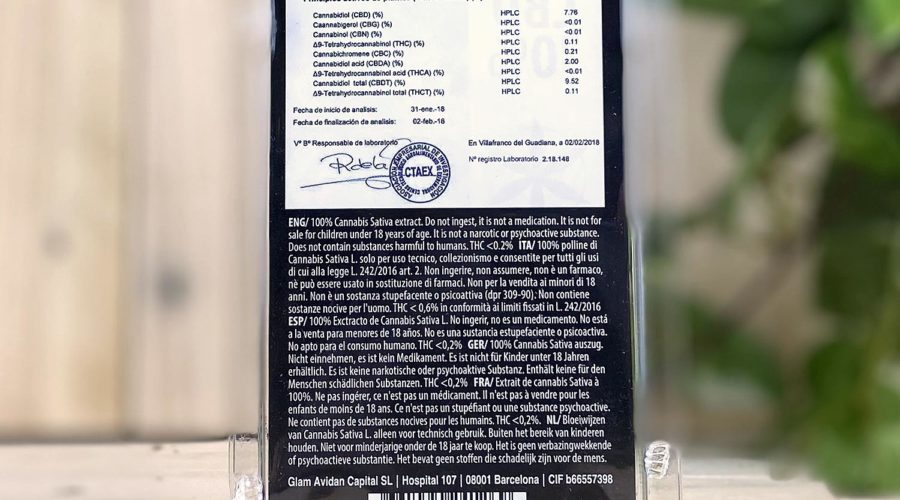 Cannabidiol (CBD) (%) HPLC 7.76
Caannabigerol (CBG) (%) HPLC <0.01
Cannabinol (CBN) (%) HPLC <0.01
Δ9-Tetrahydrocannabinol (THC) (%) HPLC 0.11
Cannabichromene (CBC) (%) HPLC 0.21
Cannabidiol acid (CBDA) (%) HPLC 2.00
Δ9-Tetrahydrocannabinol acid (THCA) (%) HPLC <0.01
Cannabidiol total (CBDT) (%) HPLC 9.52
Δ9-Tetrahydrocannabinol total (THCT) (%) HPLC 0.11
Fecha de inicio de analisis: 31-ene.-18
Fecha de finalización de analisis: 02-feb.-18
Vº Bº Responsable de laboratorio En Villafranco del Guadiana, a 02/02/2018
Nº registro Laboratorio 2.18.148
CTAEX
ENG/ 100% Cannabis Sativa extract. Do not ingest, it is not a medication. It is not for
sale for children under 18 years of age. It is not a narcotic or psychoactive substance.
Does not contain substances harmful to humans. THC <0.2% ITA/ 100% polline di
Cannabis Sativa L. solo per uso tecnico, collezionismo e consentite per tutti gli usi
di cui alla legge L. 242/2016 art. 2. Non ingerire, non assumere, non è un farmaco,
nè può essere usato in sostituzione di farmaci. Non per la vendita ai minori di 18
anni. Non è un sostanza stupefacente o psicoattiva (dpr 309-90): Non contiene
sostanze nocive per l'uomo. THC < 0,6% in conformità ai limiti fissati in L. 242/2016
ESP/ 100% Exctracto de Cannabis Sativa L. No ingerir, no es un medicamento. No está
a la venta para menores de 18 años. No es una sustancia estupefaciente o psicoactiva.
No apto para el consumo humano. THC <0,2% GER/ 100% Cannabis Sativa auszug.
Nicht einnehmen, es ist kein Medikament. Es ist nicht für Kinder unter 18 Jahren
erhältlich. Es ist keine narkotische oder psychoaktive Substanz. Enthält keine für den
Menschen schädlichen Substanzen. THC <0,2% FRA/ Extrait de cannabis Sativa à
100%. Ne pas ingérer, ce n'est pas un médicament. Il n'est pas à vendre pour les
enfants de moins de 18 ans. Ce n'est pas un stupéfiant ou une substance psychoactive.
Ne contient pas de substances nocives pour les humains. THC <0,2%. NL/ Bloeiwijzen
van Cannabis Sativa L. alleen voor technisch gebruik. Buiten het bereik van kinderen
houden. Niet voor minderjarige onder de 18 jaar te koop. Het is geen verbazingwekkende
of psychoactieve substantie. Het bevat geen stoffen die schadelijk zijn voor de mens.
Glam Avidan Capital SL | Hospital 107 | 08001 Barcelona | CIF b66557398